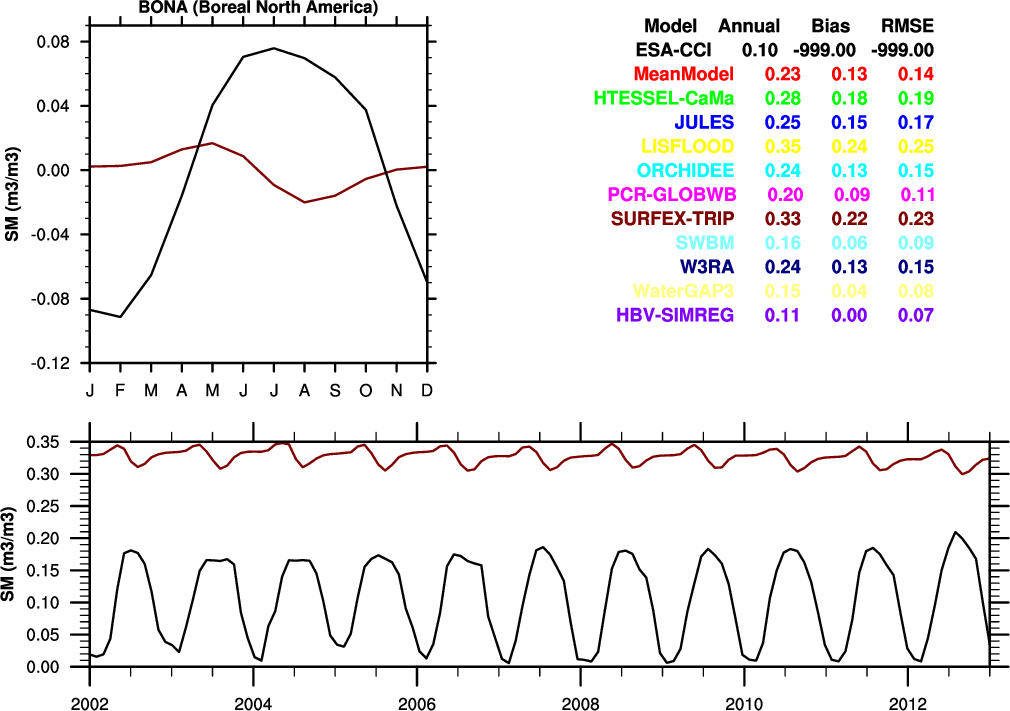 BONA (Boreal North America)
0.08
0.04
0.00
-0.04
-0.08
-0.12
SM (m3/m3)
J F M A M J J A S O N D
Model Annual Bias RMSE
ESA-CCI 0.10 -999.00 -999.00
MeanModel 0.23 0.13 0.14
HTESSEL-CaMa 0.28 0.18 0.19
JULES 0.25 0.15 0.17
LISFLOOD 0.35 0.24 0.25
ORCHIDEE 0.24 0.13 0.15
PCR-GLOBWB 0.20 0.09 0.11
SURFEX-TRIP 0.33 0.22 0.23
SWBM 0.16 0.06 0.09
W3RA 0.24 0.13 0.15
WaterGAP3 0.15 0.04 0.08
HBV-SIMREG 0.11 0.00 0.07
0.35
0.30
0.25
0.20
0.15
0.10
0.05
0.00
SM (m3/m3)
2002 2004 2006 2008 2010 2012